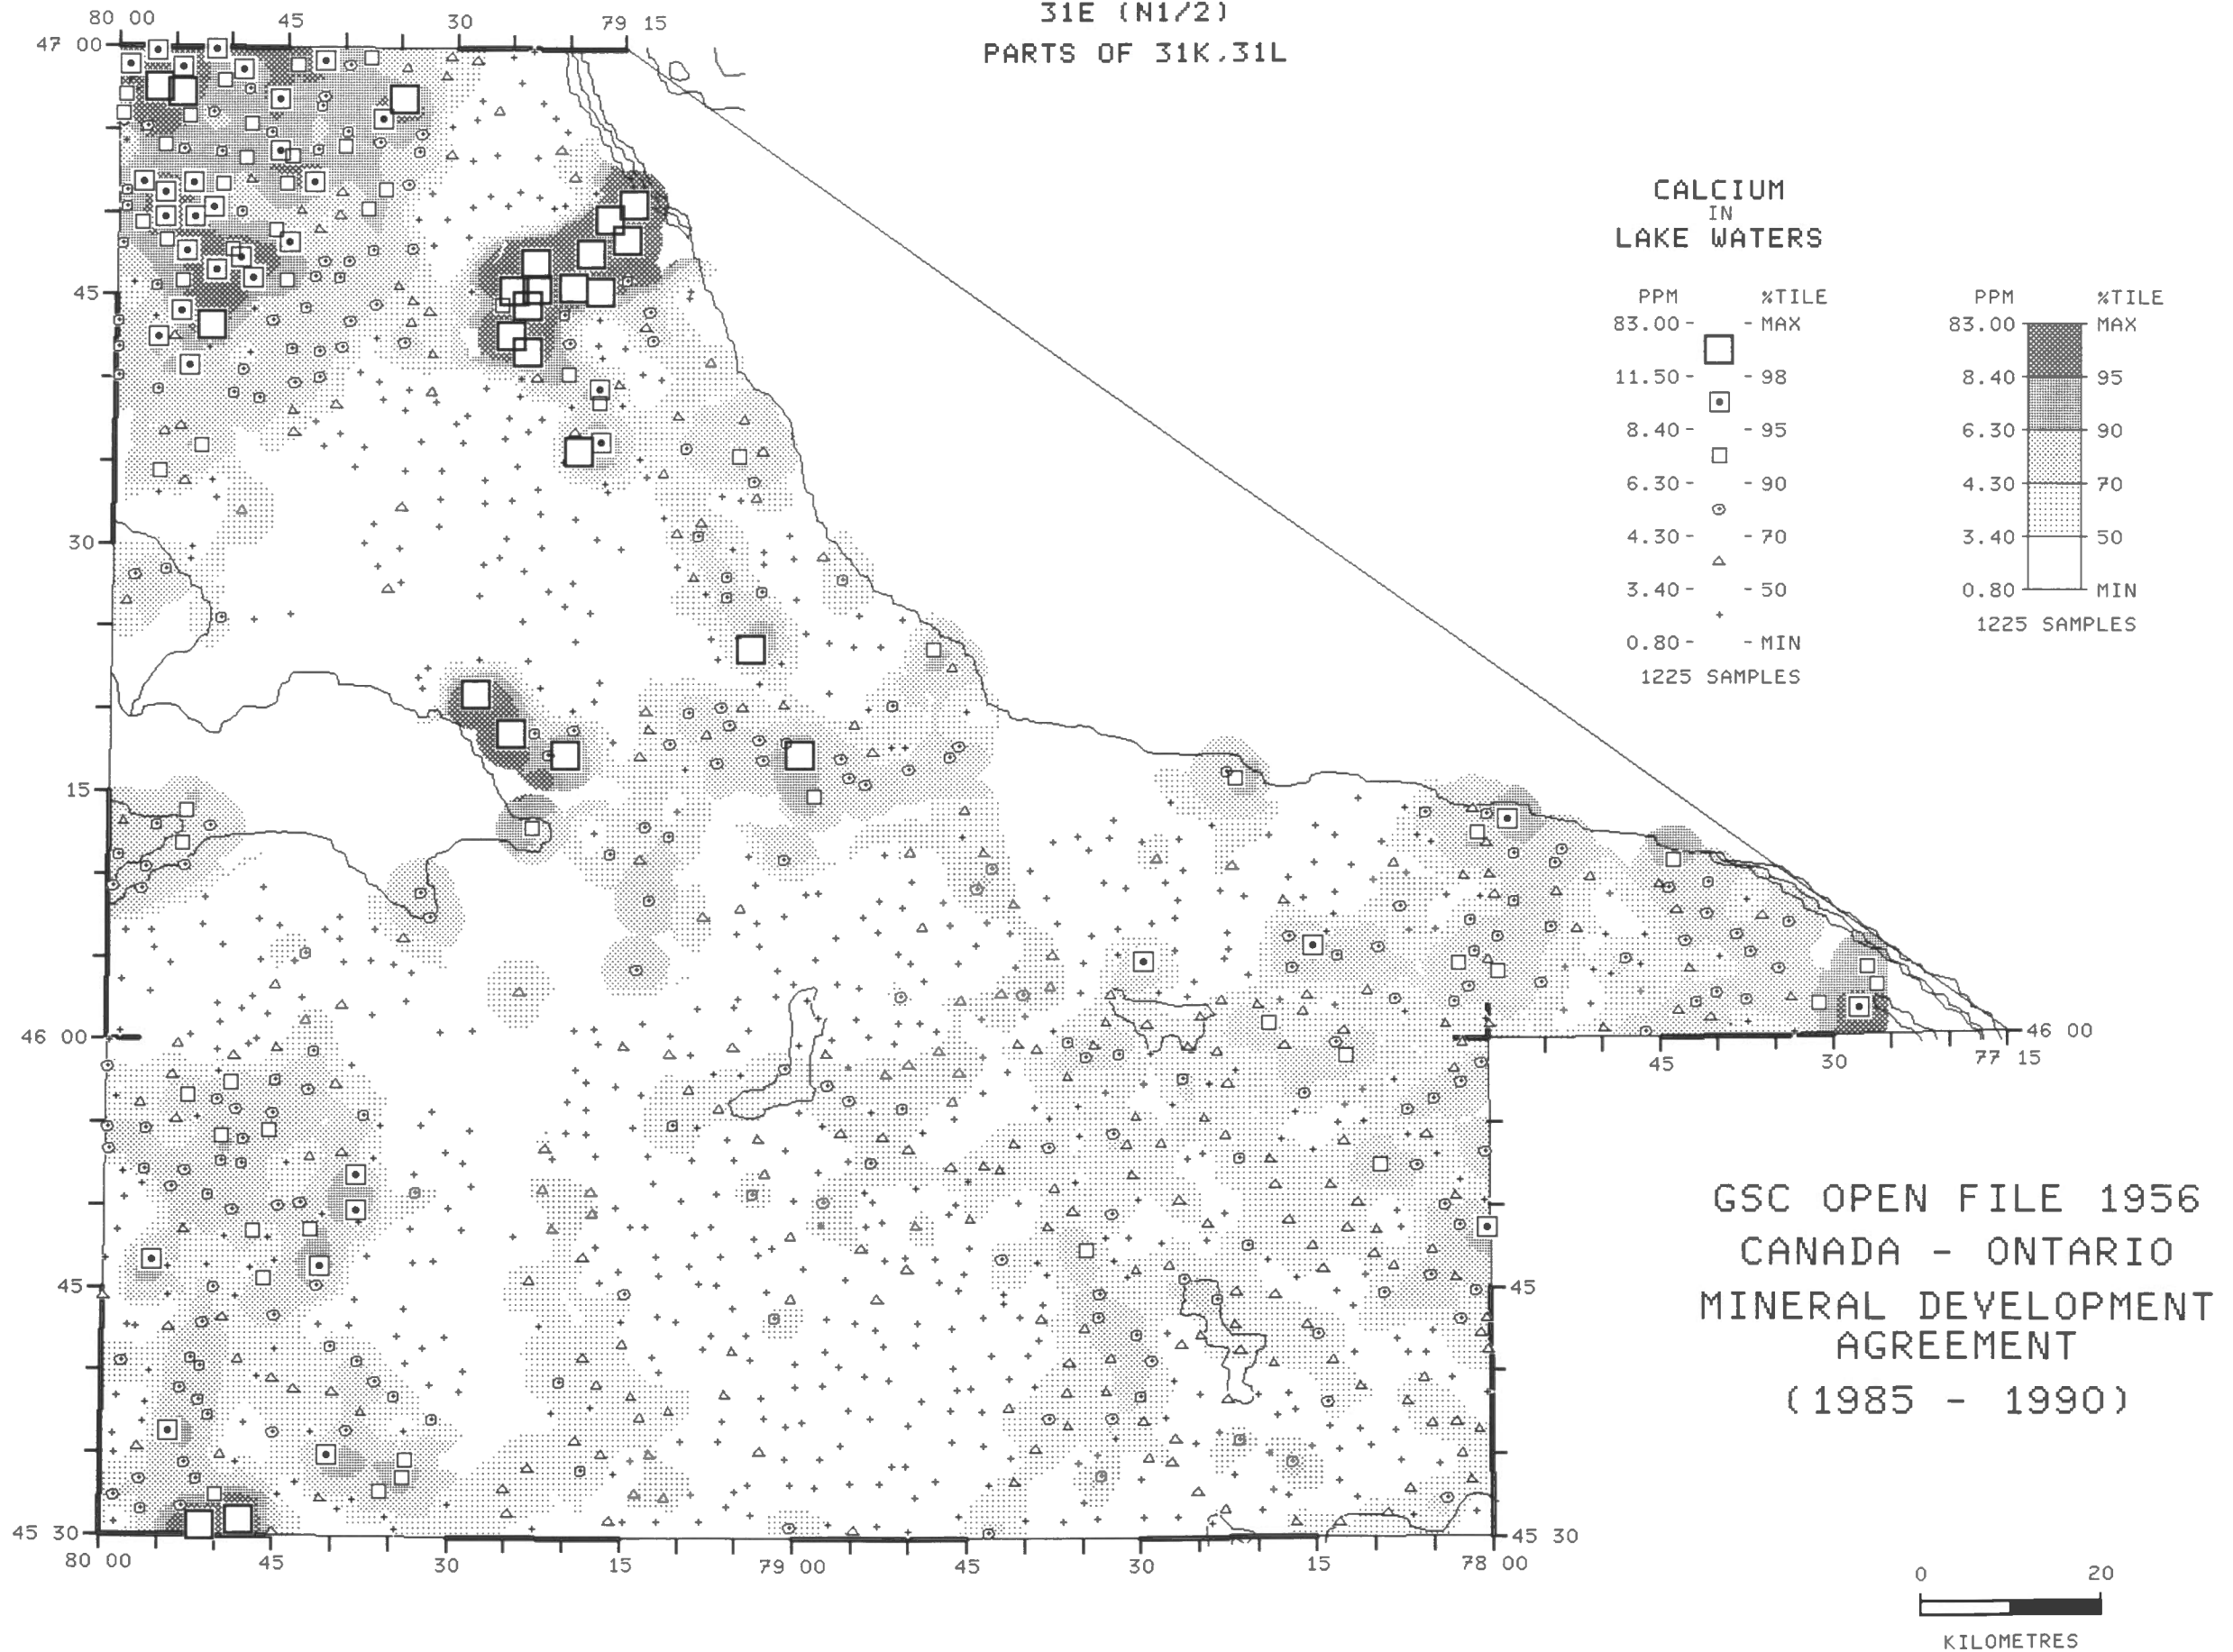 31E (N1/2)
PARTS OF 31K,31L
80 00 45 30 79 15
47 00
45
30
15
46 00
45
45 30
80 00 45 30 15 79 00 45 30 15 78 00
45 30
45
45 30 77 15
46 00
CALCIUM
IN
LAKE WATERS
PPM %TILE
83.00- - MAX
11.50- - 98
8.40- - 95
6.30- - 90
4.30- - 70
3.40- - 50
0.80- - MIN
1225 SAMPLES
PPM %TILE
83.00 MAX
8.40 95
6.30 90
4.30 70
3.40 50
0.80 MIN
1225 SAMPLES
GSC OPEN FILE 1956
CANADA - ONTARIO
MINERAL DEVELOPMENT
AGREEMENT
(1985 - 1990)
0 20
KILOMETRES